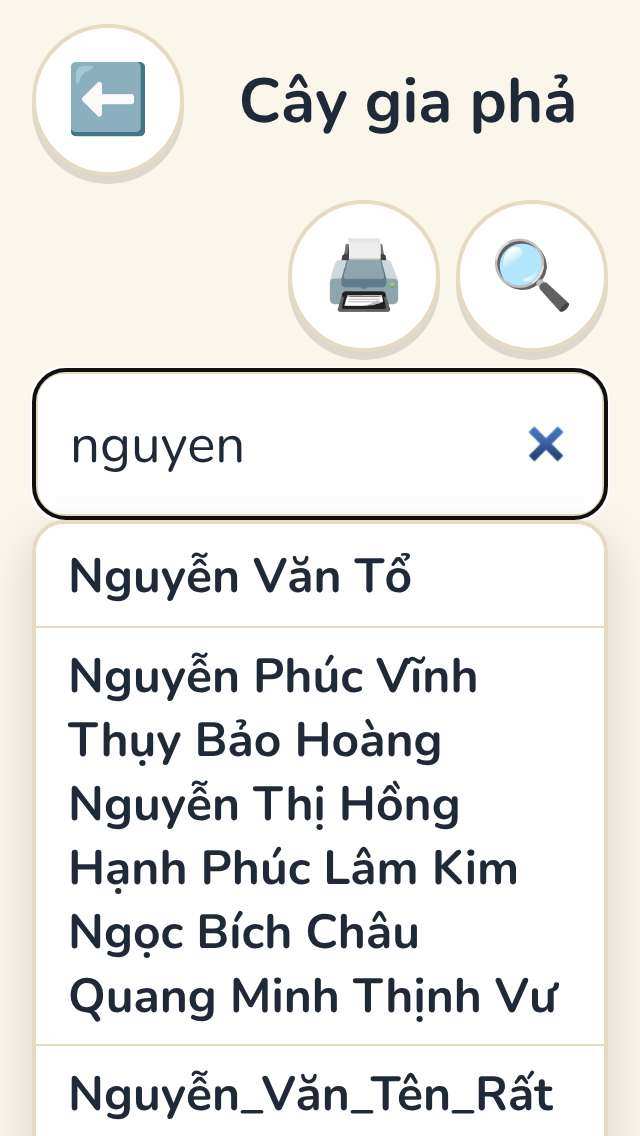 Cây gia phả
nguyen
Nguyễn Văn Tổ
Nguyễn Phúc Vĩnh
Thụy Bảo Hoàng
Nguyễn Thị Hồng
Hạnh Phúc Lâm Kim
Ngọc Bích Châu
Quang Minh Thịnh Vư
Nguyễn_Văn_Tên_Rất